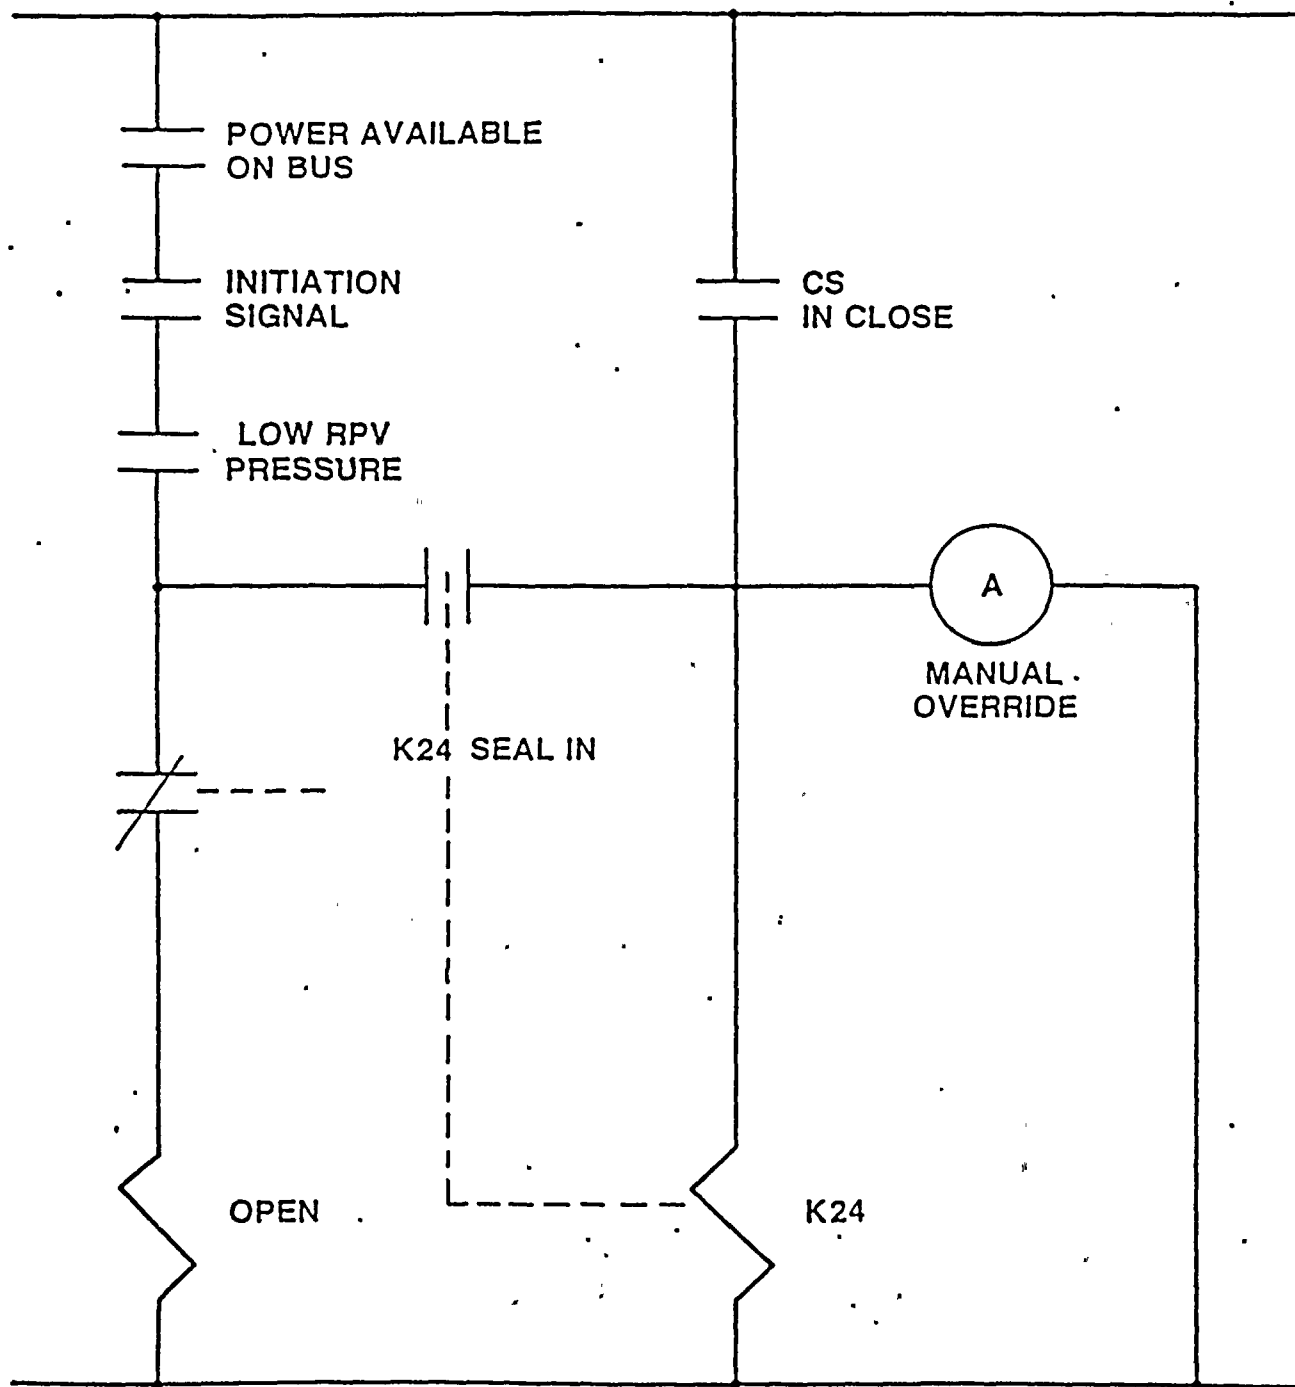 POWER AVAILABLE
ON BUS
INITIATION
SIGNAL
CS
IN CLOSE
LOW RPV
PRESSURE
A
MANUAL
OVERRIDE
K24 SEAL IN
OPEN
K24